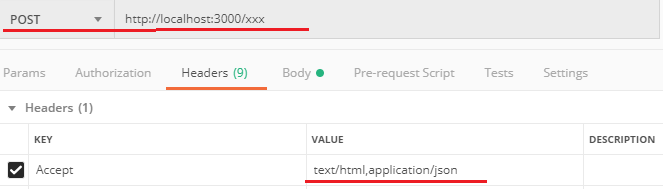 POST http://localhost:3000/xxx
Params Authorization Headers (9) Body Pre-request Script Tests Settings
Headers (1)
KEY VALUE DESCRIPTION
Accept text/html,application/json